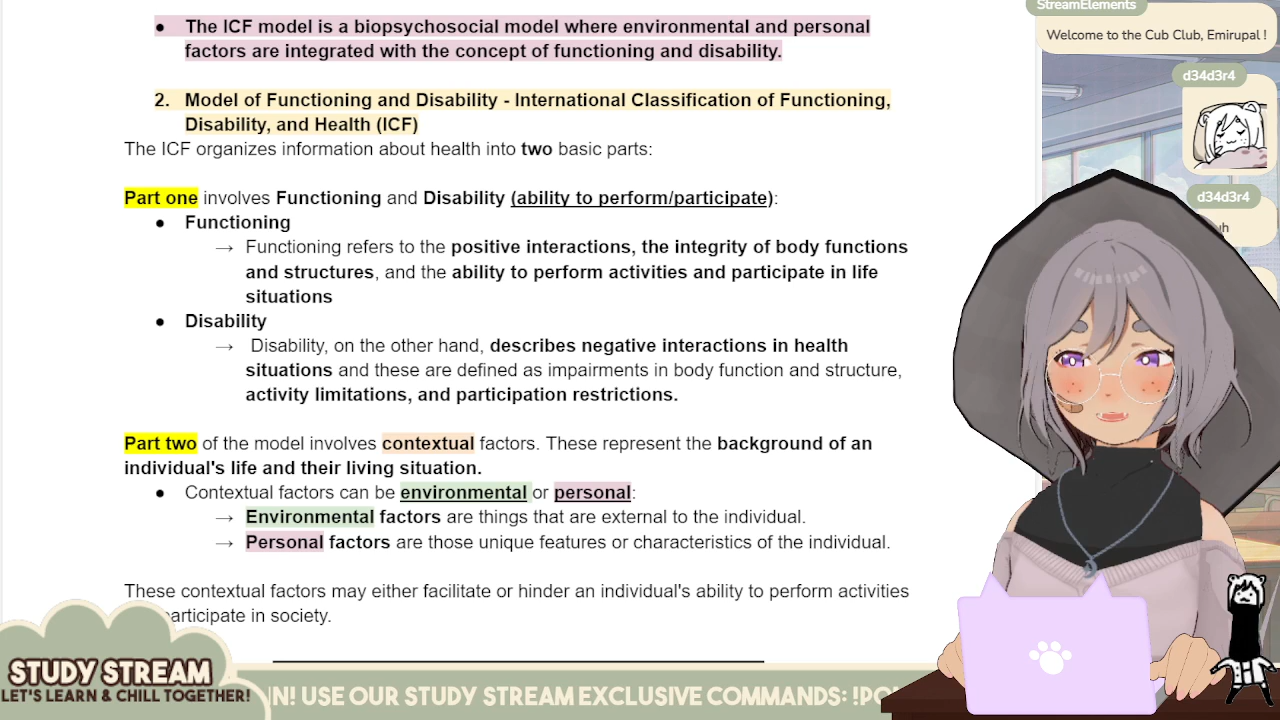 ● The ICF model is a biopsychosocial model where environmental and personal
factors are integrated with the concept of functioning and disability.
2. Model of Functioning and Disability - International Classification of Functioning,
Disability, and Health (ICF)
The ICF organizes information about health into two basic parts:
Part one involves Functioning and Disability (ability to perform/participate):
● Functioning
→ Functioning refers to the positive interactions, the integrity of body functions
and structures, and the ability to perform activities and participate in life
situations
● Disability
→ Disability, on the other hand, describes negative interactions in health
situations and these are defined as impairments in body function and structure,
activity limitations, and participation restrictions.
Part two of the model involves contextual factors. These represent the background of an
individual's life and their living situation.
● Contextual factors can be environmental or personal:
→ Environmental factors are things that are external to the individual.
→ Personal factors are those unique features or characteristics of the individual.
These contextual factors may either facilitate or hinder an individual's ability to perform activities
participate in society.
StreamElements
Welcome to the Cub Club, Emirupal !
d34d3r4
d34d3r4
STUDY STREAM
LET'S LEARN & CHILL TOGETHER!
N! USE OUR STUDY STREAM EXCLUSIVE COMMANDS: